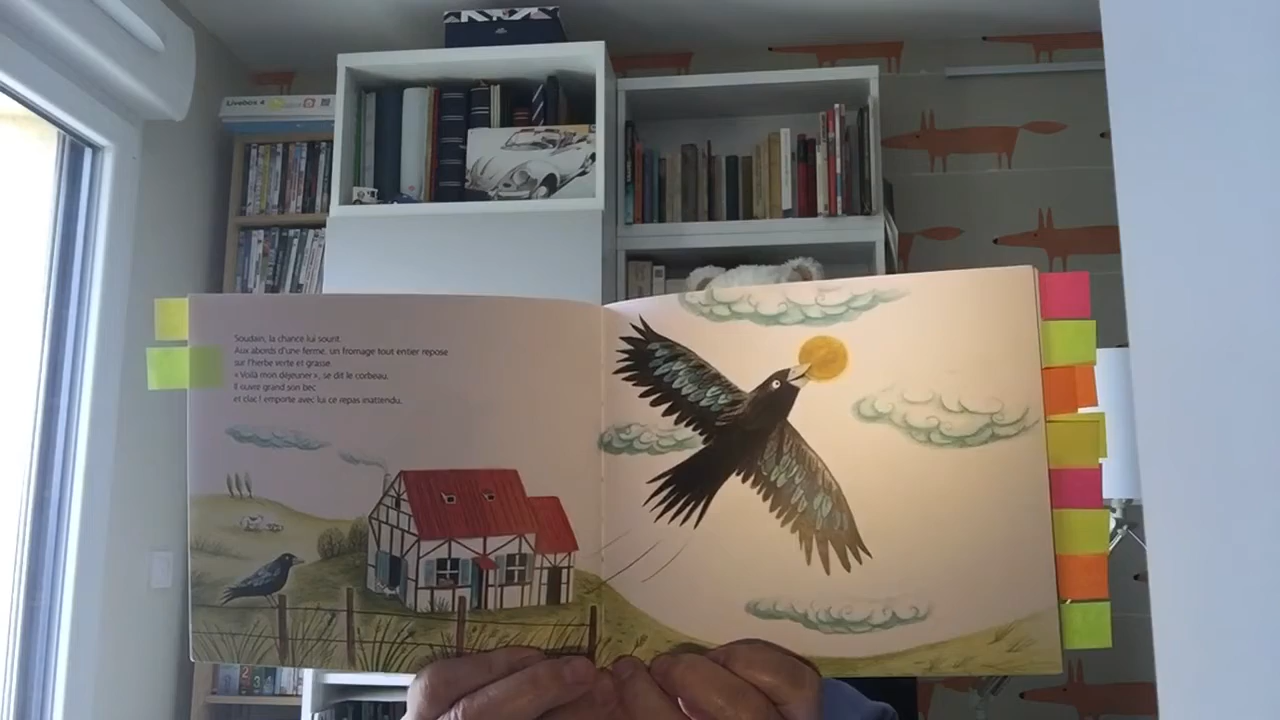 Livebox 4
Soudain, la chance lui sourit.
Aux abords d'une ferme, un fromage tout entier repose
sur l'herbe verte et grasse.
« Voilà mon déjeuner », se dit le corbeau.
Il ouvre grand son bec
et clac ! emporte avec lui ce repas inattendu.